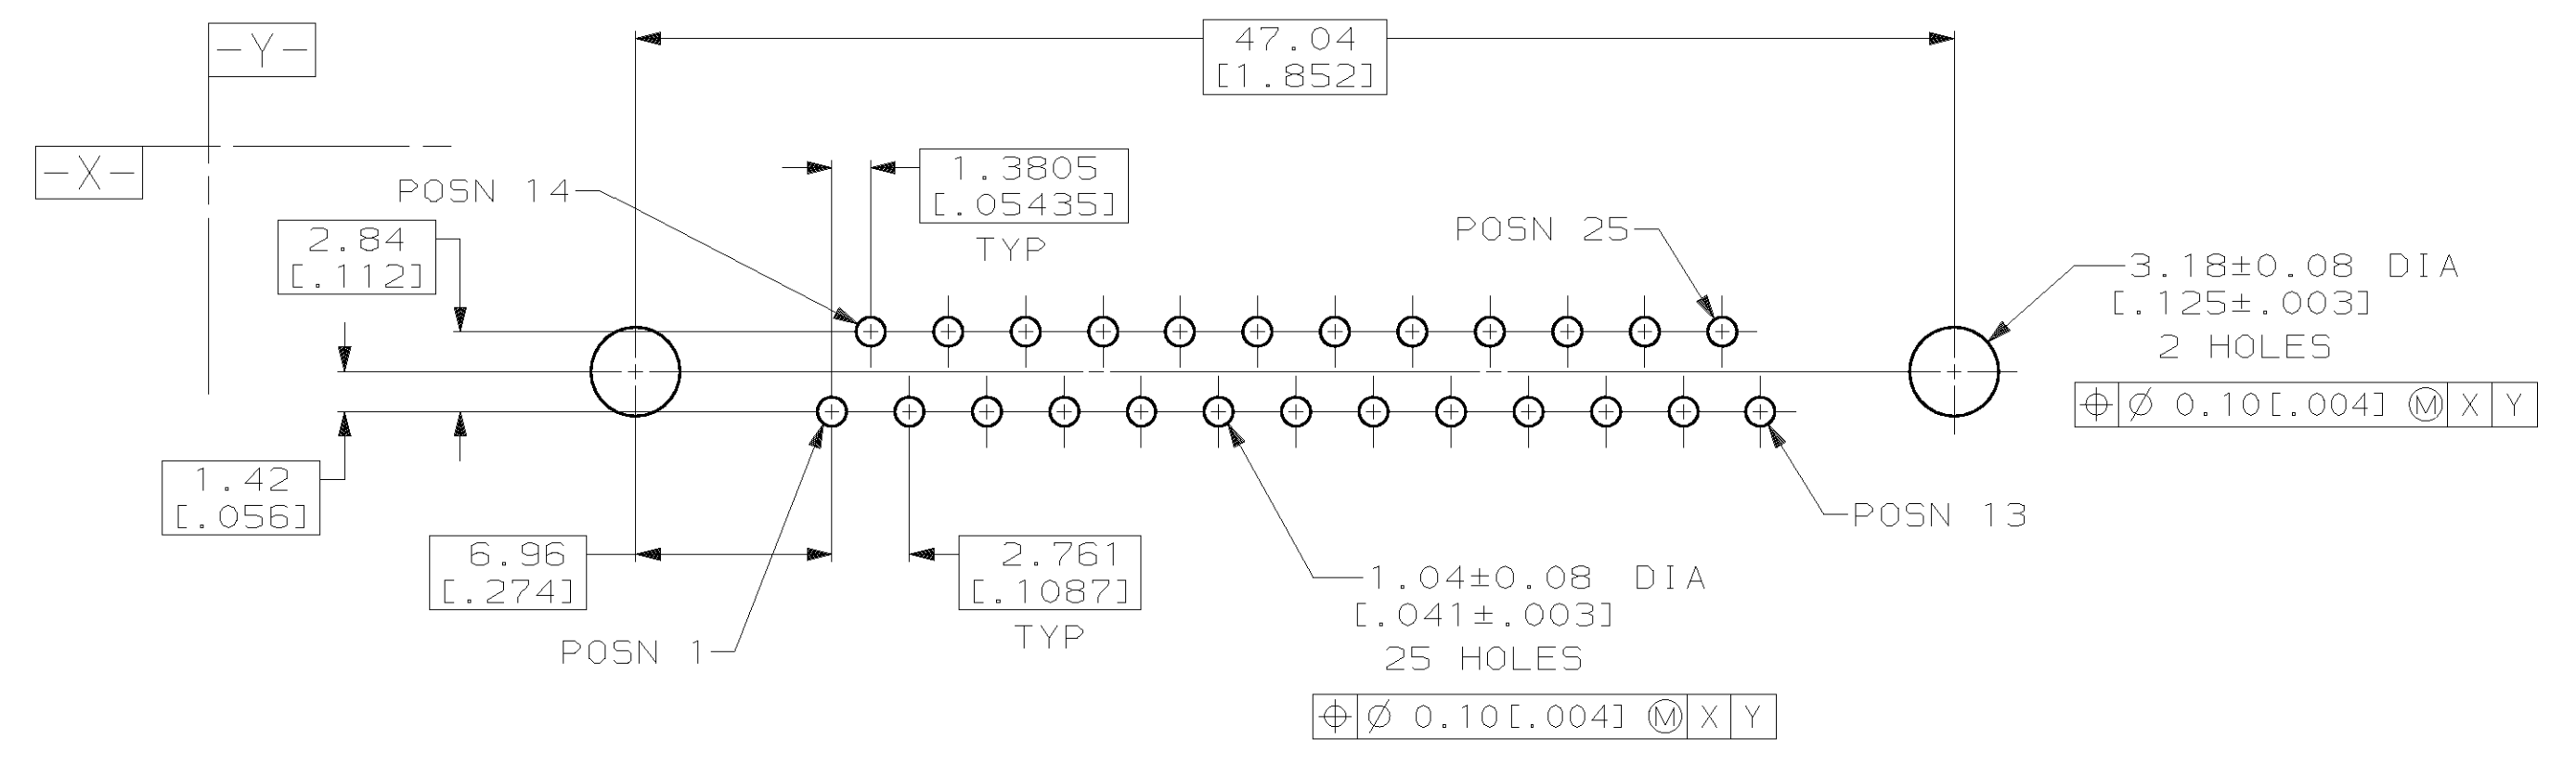 -Y-
47.04
[1.852]
-X-
POSN 14
1.3805
[.05435]
TYP
POSN 25
2.84
[.112]
3.18±0.08 DIA
[.125±.003]
2 HOLES
⌖ Ø 0.10[.004] Ⓜ X Y
1.42
[.056]
6.96
[.274]
2.761
[.1087]
TYP
POSN 13
POSN 1
1.04±0.08 DIA
[.041±.003]
25 HOLES
⌖ Ø 0.10[.004] Ⓜ X Y